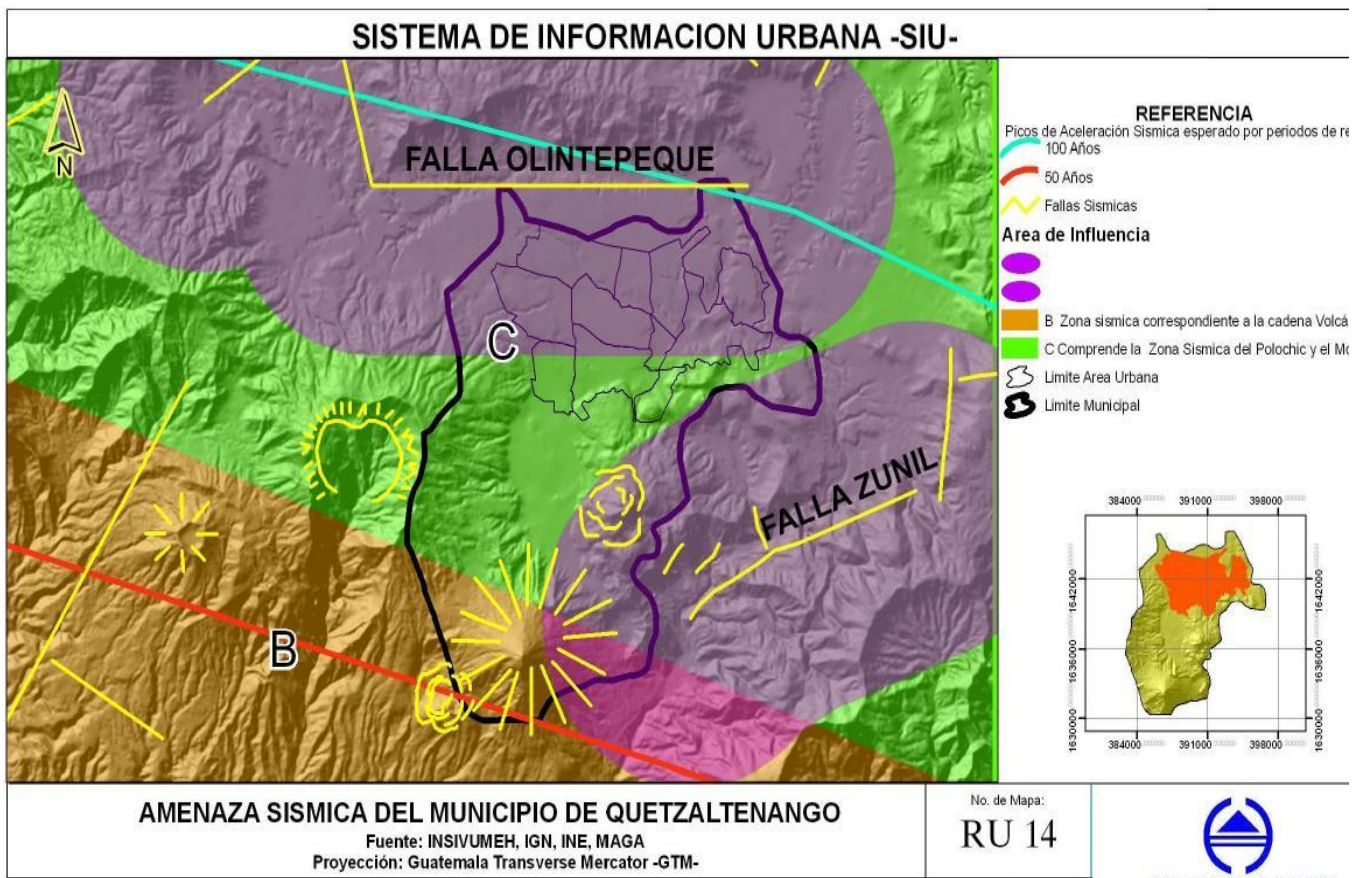 SISTEMA DE INFORMACION URBANA -SIU-
N
FALLA OLINTEPEQUE
C
FALLA ZUNIL
B
REFERENCIA
Picos de Aceleración Sismica esperado por periodos de re
100 Años
50 Años
Fallas Sismicas
Area de Influencia
B Zona sismica correspondiente a la cadena Volcá
C Comprende la Zona Sismica del Polochic y el Mo
Limite Area Urbana
Limite Municipal
384000 391000 398000
1642000 1642000
1636000 1636000
1630000 1630000
384000 391000 398000
AMENAZA SISMICA DEL MUNICIPIO DE QUETZALTENANGO
Fuente: INSIVUMEH, IGN, INE, MAGA
Proyección: Guatemala Transverse Mercator -GTM-
No. de Mapa:
RU 14